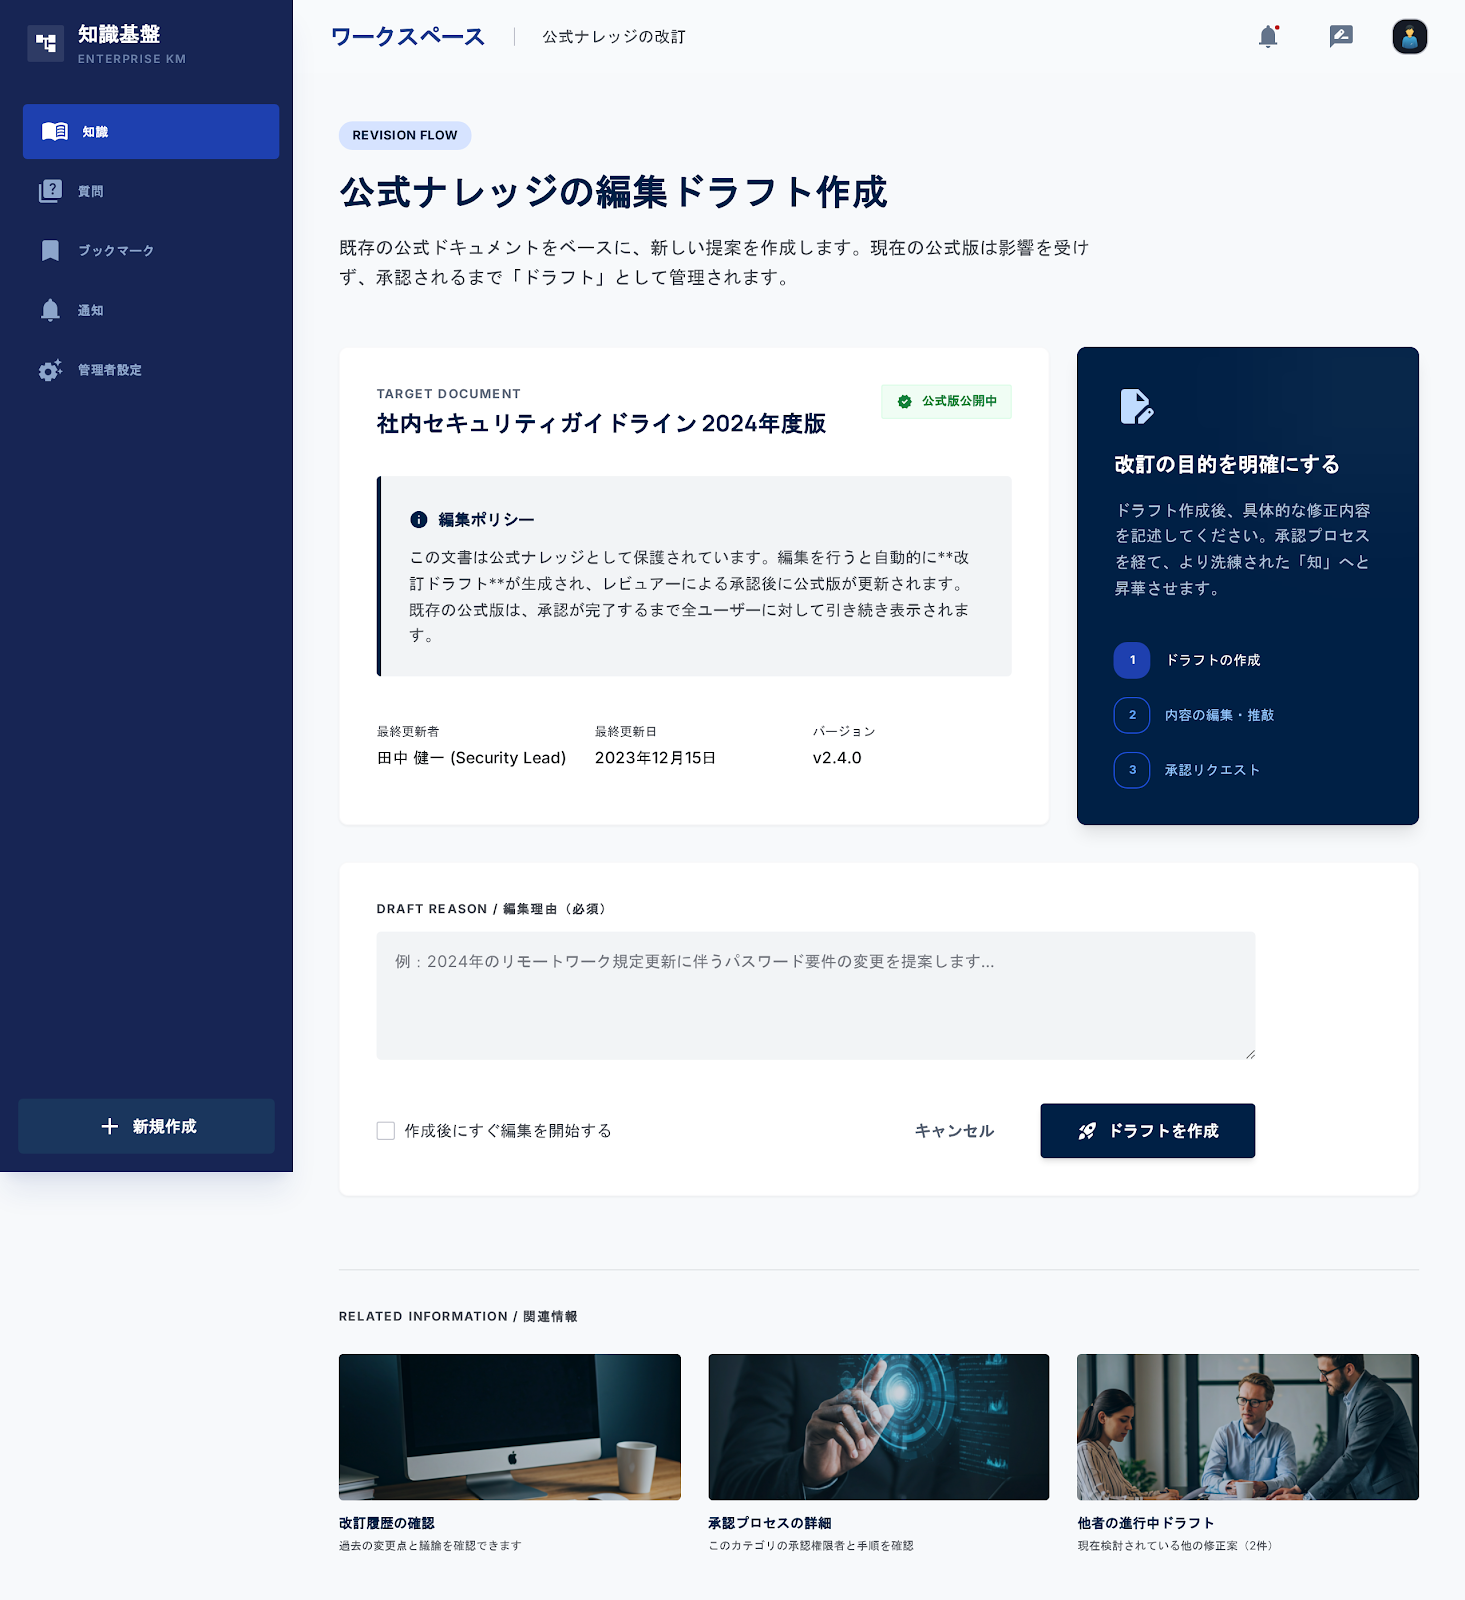 知識基盤
ENTERPRISE KM
知識
質問
ブックマーク
通知
管理者設定
新規作成
ワークスペース
公式ナレッジの改訂
REVISION FLOW
公式ナレッジの編集ドラフト作成
既存の公式ドキュメントをベースに、新しい提案を作成します。現在の公式版は影響を受け
ず、承認されるまで「ドラフト」として管理されます。
TARGET DOCUMENT
社内セキュリティガイドライン 2024年度版
公式版公開中
編集ポリシー
この文書は公式ナレッジとして保護されています。編集を行うと自動的に**改
訂ドラフト**が生成され、レビュアーによる承認後に公式版が更新されます。
既存の公式版は、承認が完了するまで全ユーザーに対して引き続き表示されま
す。
最終更新者
田中 健一 (Security Lead)
最終更新日
2023年12月15日
バージョン
v2.4.0
改訂の目的を明確にする
ドラフト作成後、具体的な修正内容
を記述してください。承認プロセス
を経て、より洗練された「知」へと
昇華させます。
1 ドラフトの作成
2 内容の編集・推敲
3 承認リクエスト
DRAFT REASON / 編集理由（必須）
例：2024年のリモートワーク規定更新に伴うパスワード要件の変更を提案します...
作成後にすぐ編集を開始する
キャンセル
ドラフトを作成
RELATED INFORMATION / 関連情報
改訂履歴の確認
過去の変更点と議論を確認できます
承認プロセスの詳細
このカテゴリの承認権限者と手順を確認
他者の進行中ドラフト
現在検討されている他の修正案（2件）